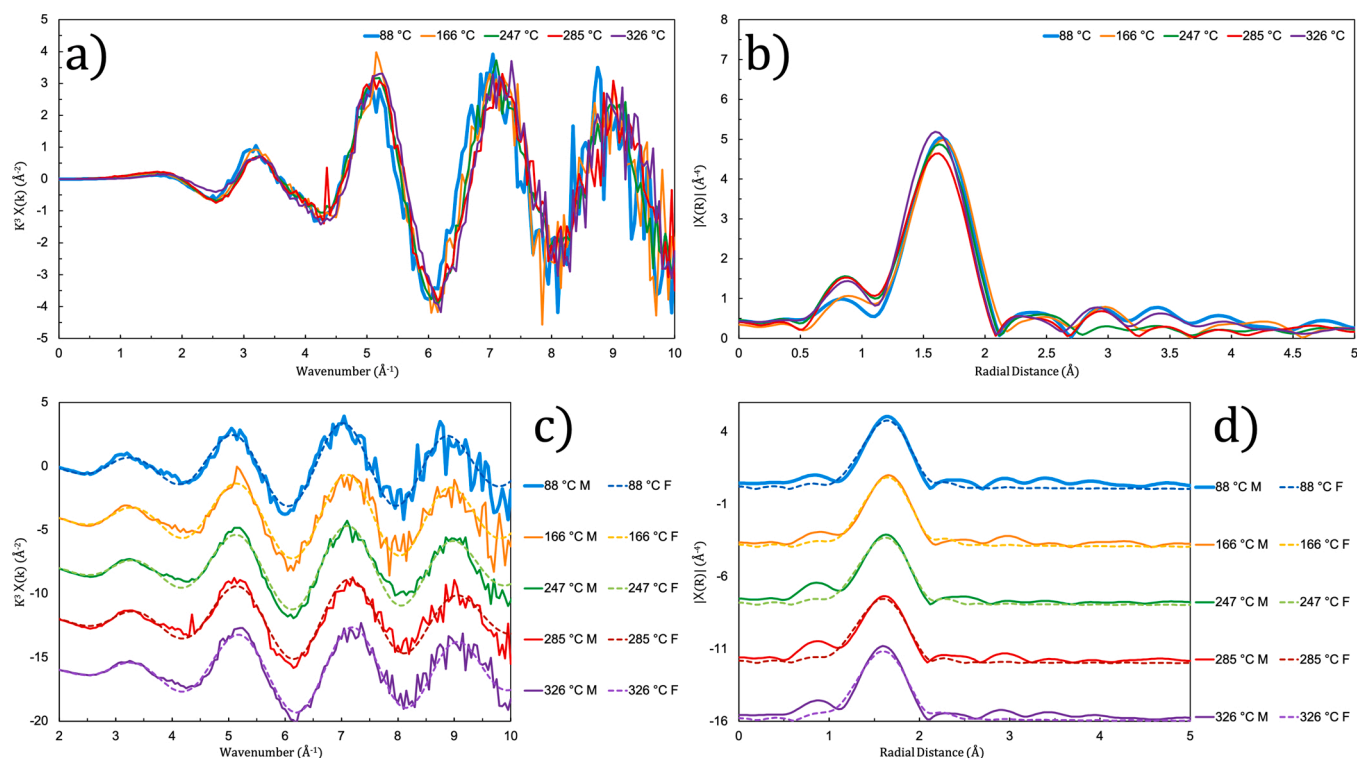 a)
88 °C 166 °C 247 °C 285 °C 326 °C
K³ X(k) (Å⁻²)
5
4
3
2
1
0
-1
-2
-3
-4
-5
0 1 2 3 4 5 6 7 8 9 10
Wavenumber (Å⁻¹)
b)
88 °C 166 °C 247 °C 285 °C 326 °C
|X(R)| (Å⁻⁴)
8
7
6
5
4
3
2
1
0
0 0.5 1 1.5 2 2.5 3 3.5 4 4.5 5
Radial Distance (Å)
c)
K³ X(k) (Å⁻²)
5
0
-5
-10
-15
-20
2 3 4 5 6 7 8 9 10
Wavenumber (Å⁻¹)
88 °C M 88 °C F
166 °C M 166 °C F
247 °C M 247 °C F
285 °C M 285 °C F
326 °C M 326 °C F
d)
|X(R)| (Å⁻⁴)
4
-1
-6
-11
-16
0 1 2 3 4 5
Radial Distance (Å)
88 °C M 88 °C F
166 °C M 166 °C F
247 °C M 247 °C F
285 °C M 285 °C F
326 °C M 326 °C F